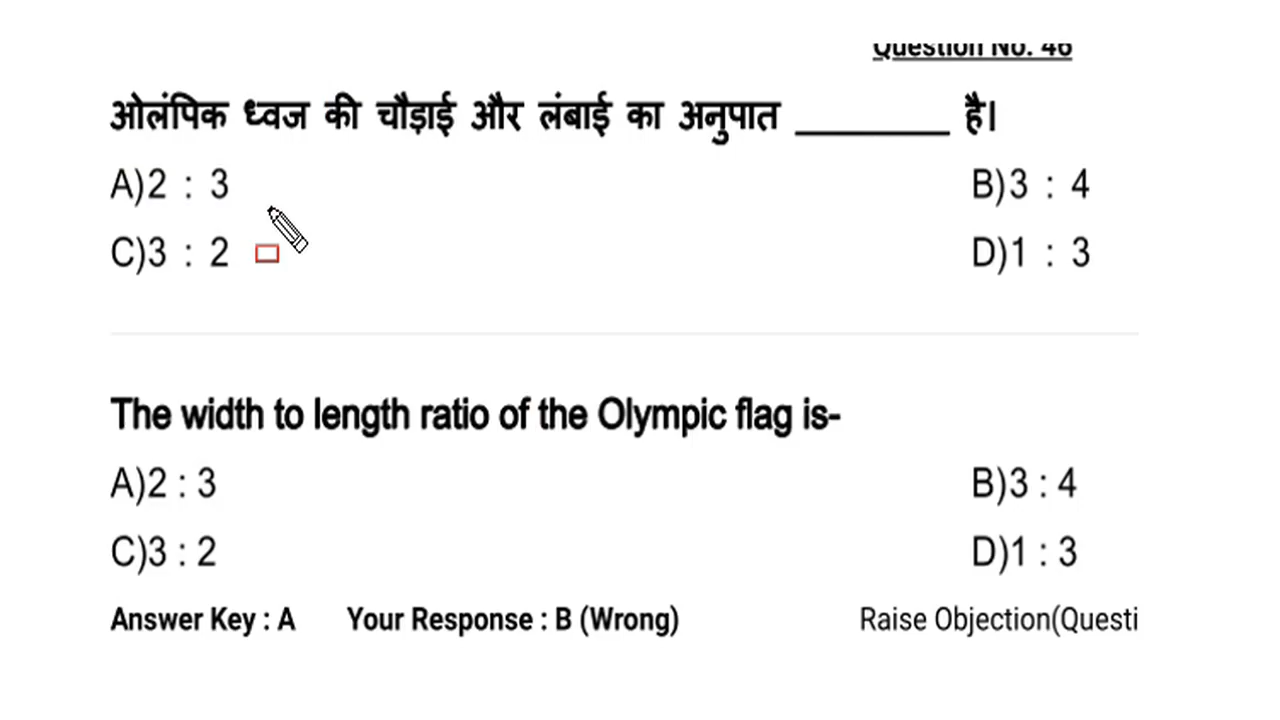 Question No. 46
ओलंपिक ध्वज की चौड़ाई और लंबाई का अनुपात ________ है।
A)2 : 3 B)3 : 4
C)3 : 2 D)1 : 3
The width to length ratio of the Olympic flag is-
A)2 : 3 B)3 : 4
C)3 : 2 D)1 : 3
Answer Key : A Your Response : B (Wrong) Raise Objection(Questi